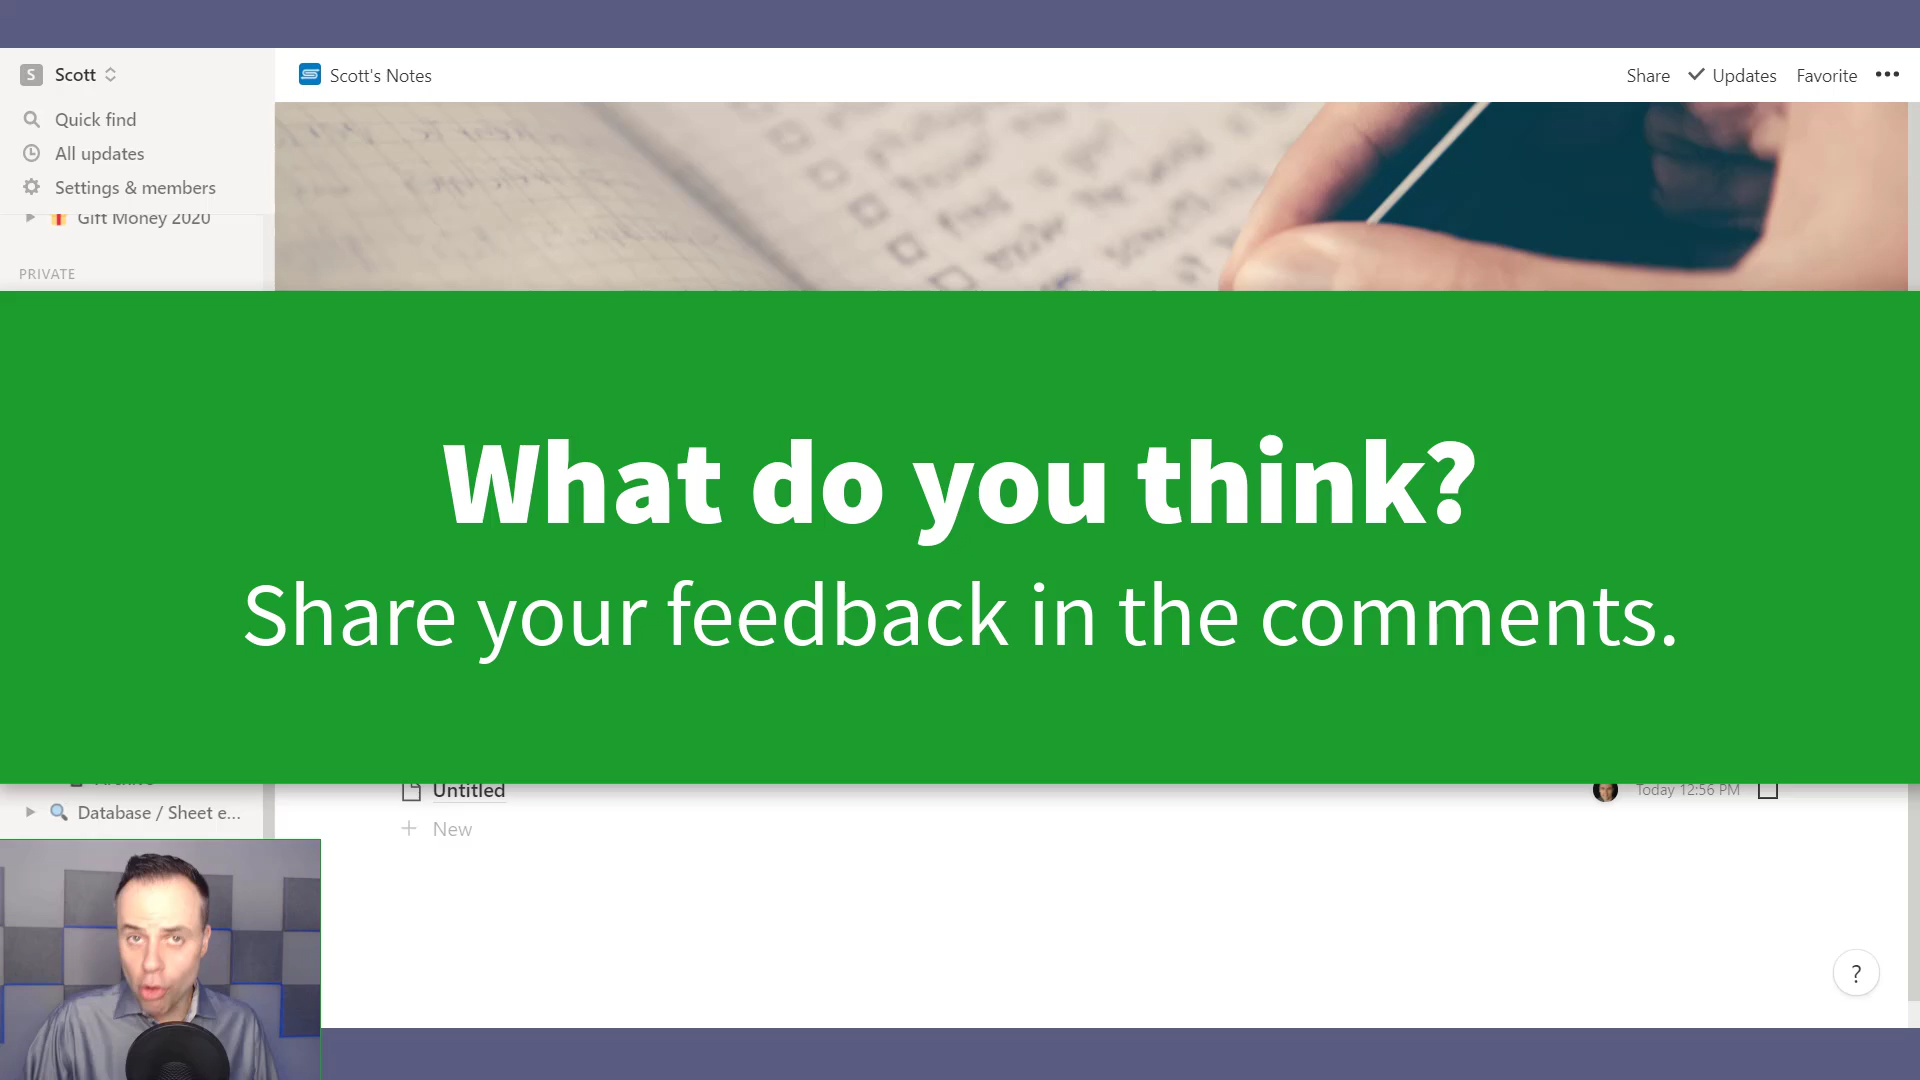 S Scott
Scott's Notes
Share Updates Favorite
Quick find
All updates
Settings & members
Gift Money 2020
PRIVATE
What do you think?
Share your feedback in the comments.
Archive
Untitled
Today 12:56 PM
Database / Sheet e...
New
?